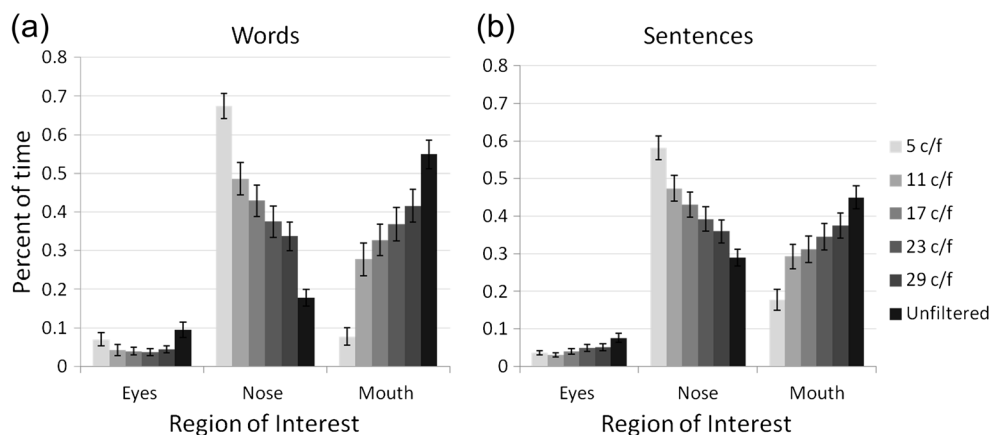 (a)
Words
Percent of time
0.8
0.7
0.6
0.5
0.4
0.3
0.2
0.1
0
Eyes Nose Mouth
Region of Interest
(b)
Sentences
0.8
0.7
0.6
0.5
0.4
0.3
0.2
0.1
0
Eyes Nose Mouth
Region of Interest
5 c/f
11 c/f
17 c/f
23 c/f
29 c/f
Unfiltered